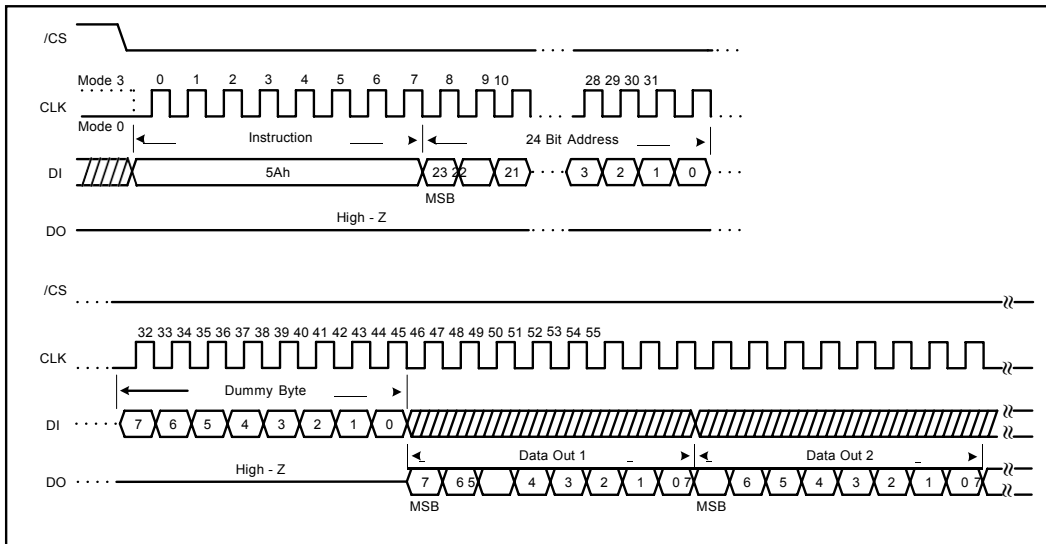 /CS
Mode 3 0 1 2 3 4 5 6 7 8 9 10 28 29 30 31
CLK
Mode 0
Instruction 24 Bit Address
DI 5Ah 23 22 21 3 2 1 0
MSB
High - Z
DO
/CS
32 33 34 35 36 37 38 39 40 41 42 43 44 45 46 47 48 49 50 51 52 53 54 55
CLK
Dummy Byte
DI 7 6 5 4 3 2 1 0
Data Out 1 Data Out 2
High - Z
DO 7 6 5 4 3 2 1 0 7 6 5 4 3 2 1 0 7
MSB MSB